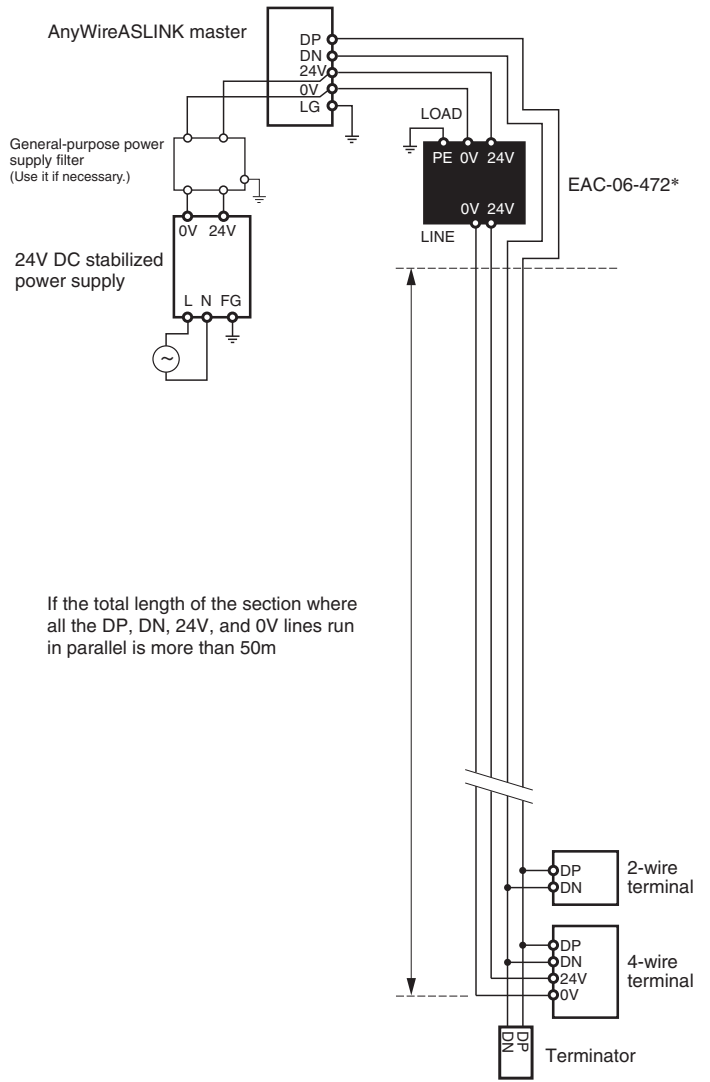 AnyWireASLINK master
DP
DN
24V
0V
LG
General-purpose power
supply filter
(Use it if necessary.)
LOAD
PE 0V 24V
EAC-06-472*
0V 24V
LINE
0V 24V
24V DC stabilized
power supply
L N FG
~
If the total length of the section where
all the DP, DN, 24V, and 0V lines run
in parallel is more than 50m
DP
DN
2-wire
terminal
DP
DN
24V
0V
4-wire
terminal
DN
DP
Terminator